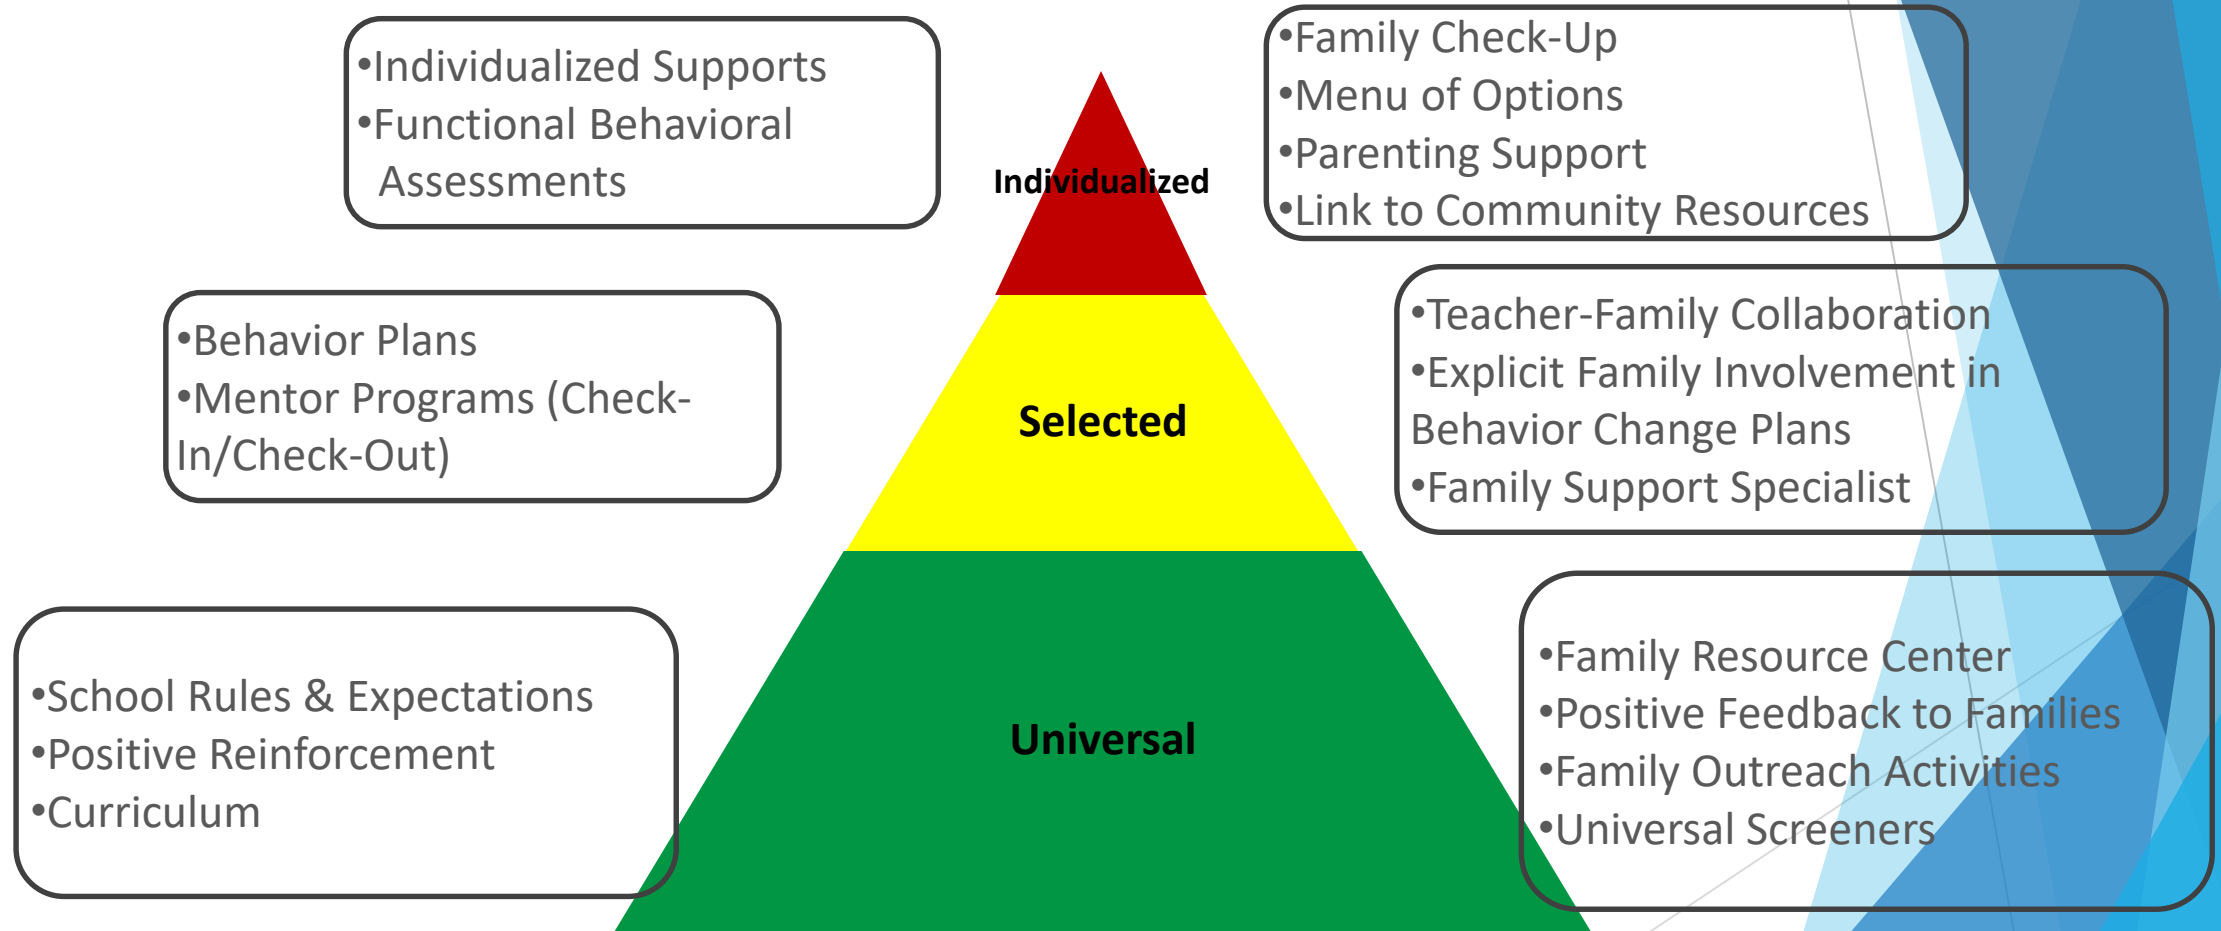 •Individualized Supports
•Functional Behavioral
Assessments
Individualized
•Family Check-Up
•Menu of Options
•Parenting Support
•Link to Community Resources
•Behavior Plans
•Mentor Programs (Check-
In/Check-Out)
Selected
•Teacher-Family Collaboration
•Explicit Family Involvement in
Behavior Change Plans
•Family Support Specialist
•School Rules & Expectations
•Positive Reinforcement
•Curriculum
Universal
•Family Resource Center
•Positive Feedback to Families
•Family Outreach Activities
•Universal Screeners